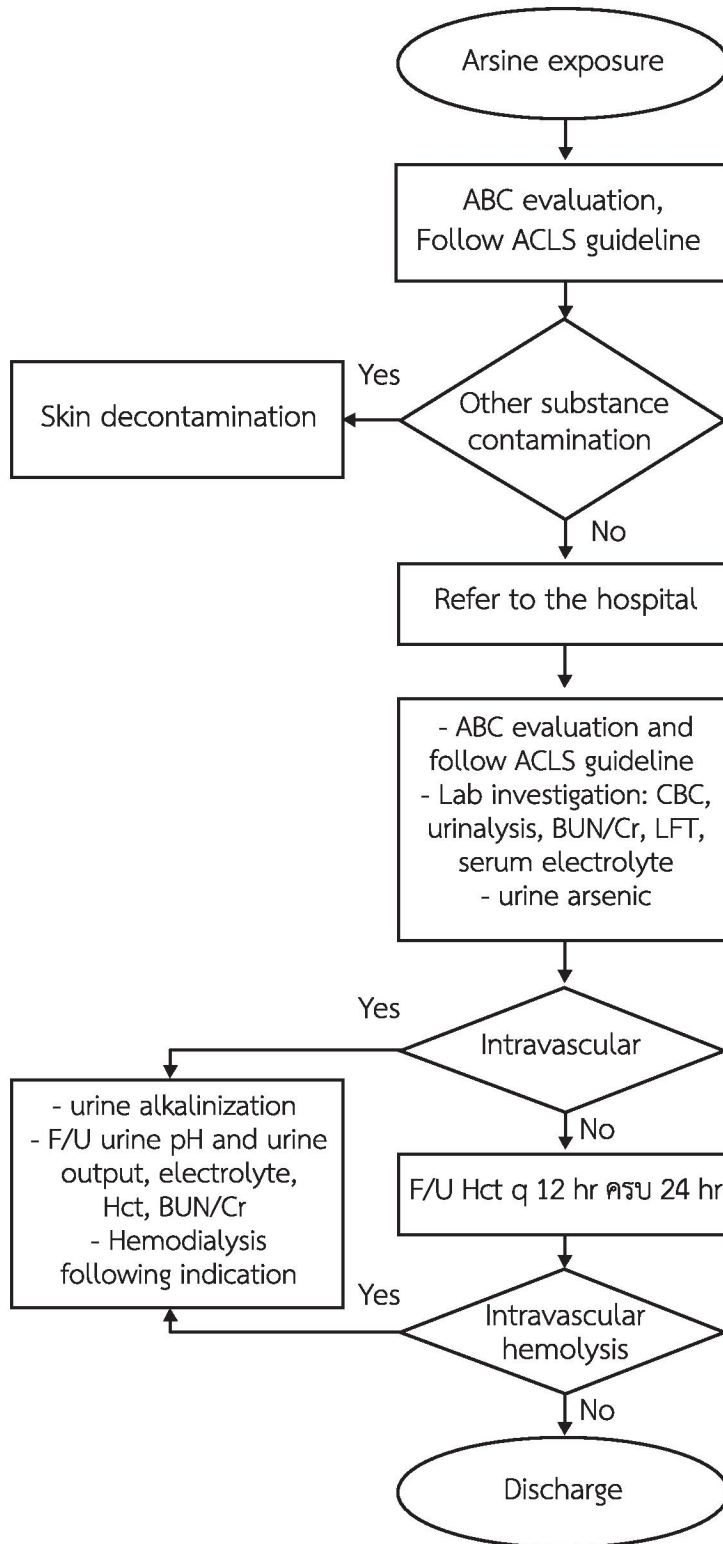 Arsine exposure
ABC evaluation,
Follow ACLS guideline
Yes
Skin decontamination
Other substance
contamination
No
Refer to the hospital
- ABC evaluation and
follow ACLS guideline
- Lab investigation: CBC,
urinalysis, BUN/Cr, LFT,
serum electrolyte
- urine arsenic
Yes
Intravascular
No
- urine alkalinization
- F/U urine pH and urine
output, electrolyte,
Hct, BUN/Cr
- Hemodialysis
following indication
F/U Hct q 12 hr ครบ 24 hr
Yes
Intravascular
hemolysis
No
Discharge